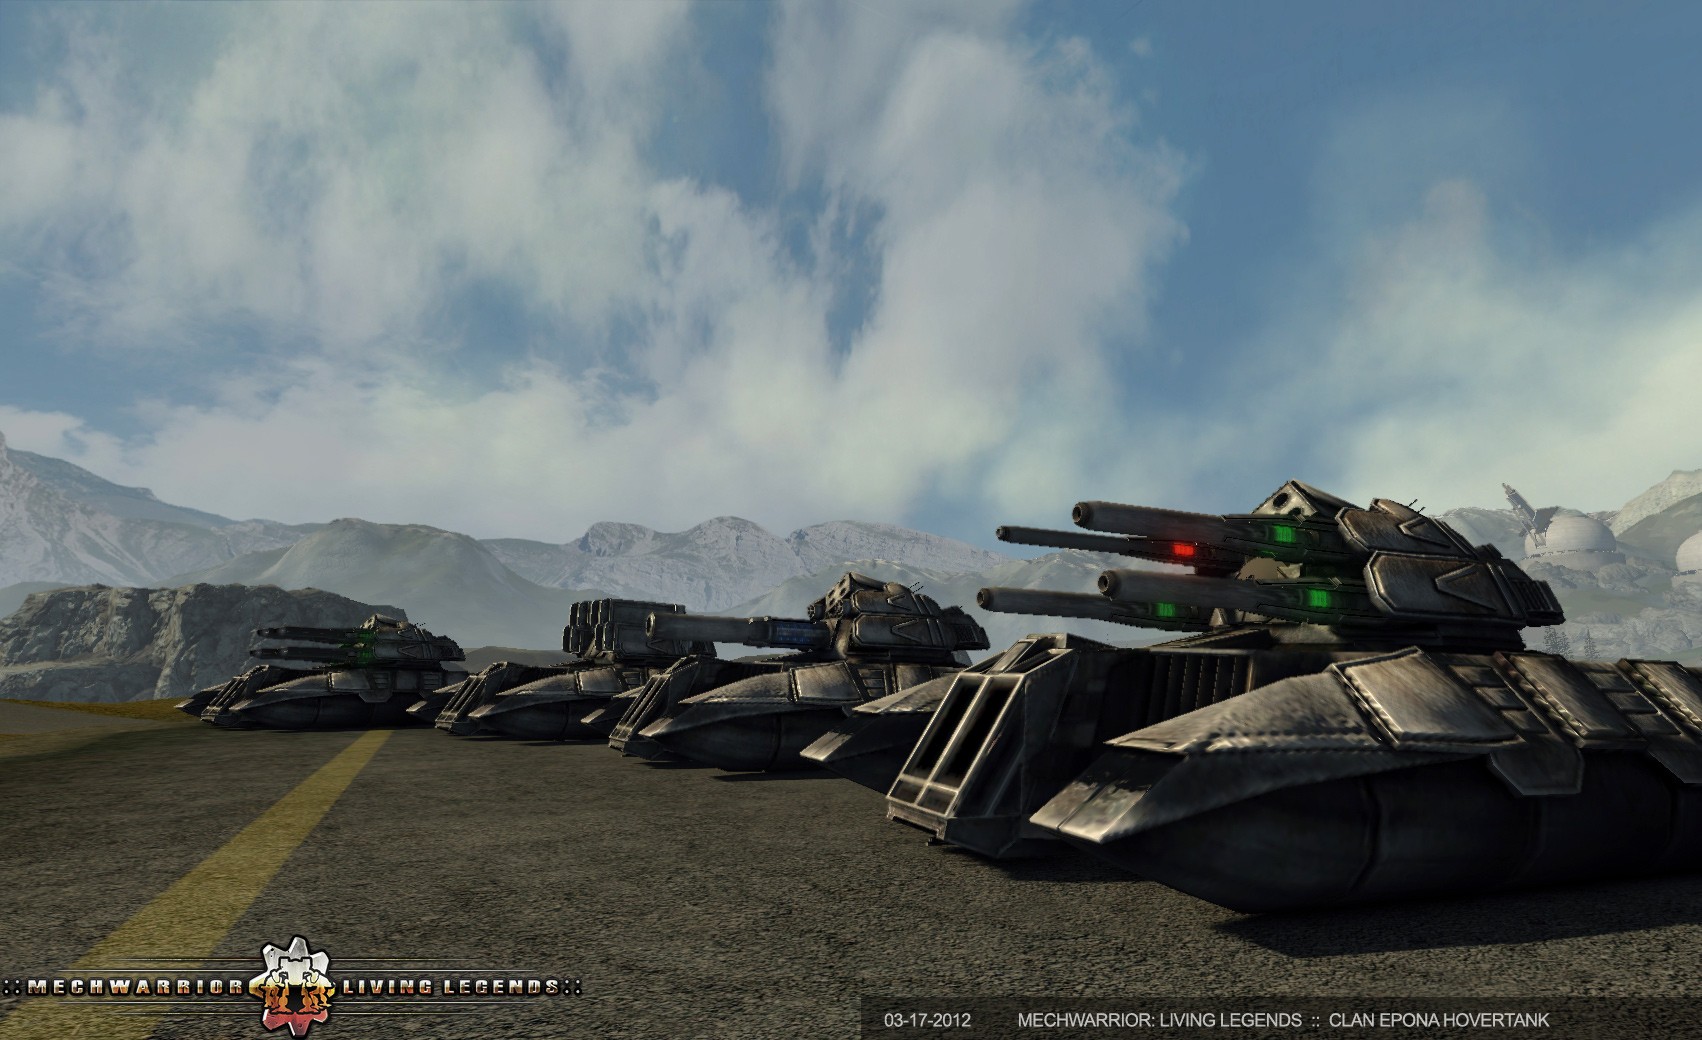 :: MECHWARRIOR LIVING LEGENDS ::
03-17-2012 MECHWARRIOR: LIVING LEGENDS :: CLAN EPONA HOVERTANK